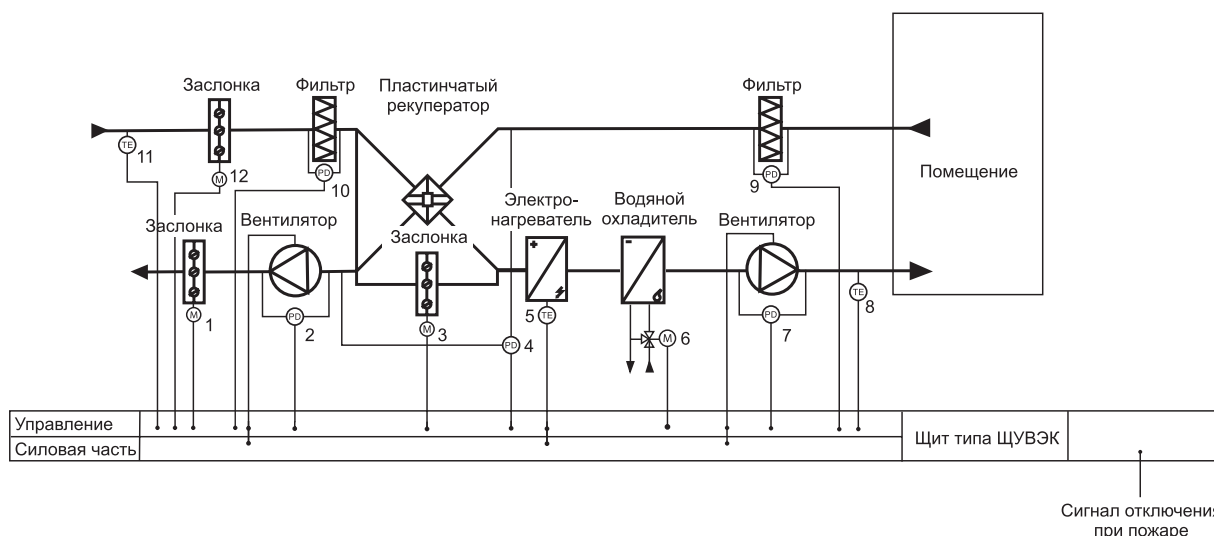 Заслонка
Фильтр
Пластинчатый
рекуператор
Фильтр
TE
11
M
12
PD
10
PD
9
Помещение
Заслонка
Вентилятор
Заслонка
Электро-
нагреватель
Водяной
охладитель
Вентилятор
M
1
PD
2
M
3
PD
4
5
TE
M
6
PD
7
TE
8
Управление
Силовая часть
Щит типа ЩУВЭК
Сигнал отключения
при пожаре